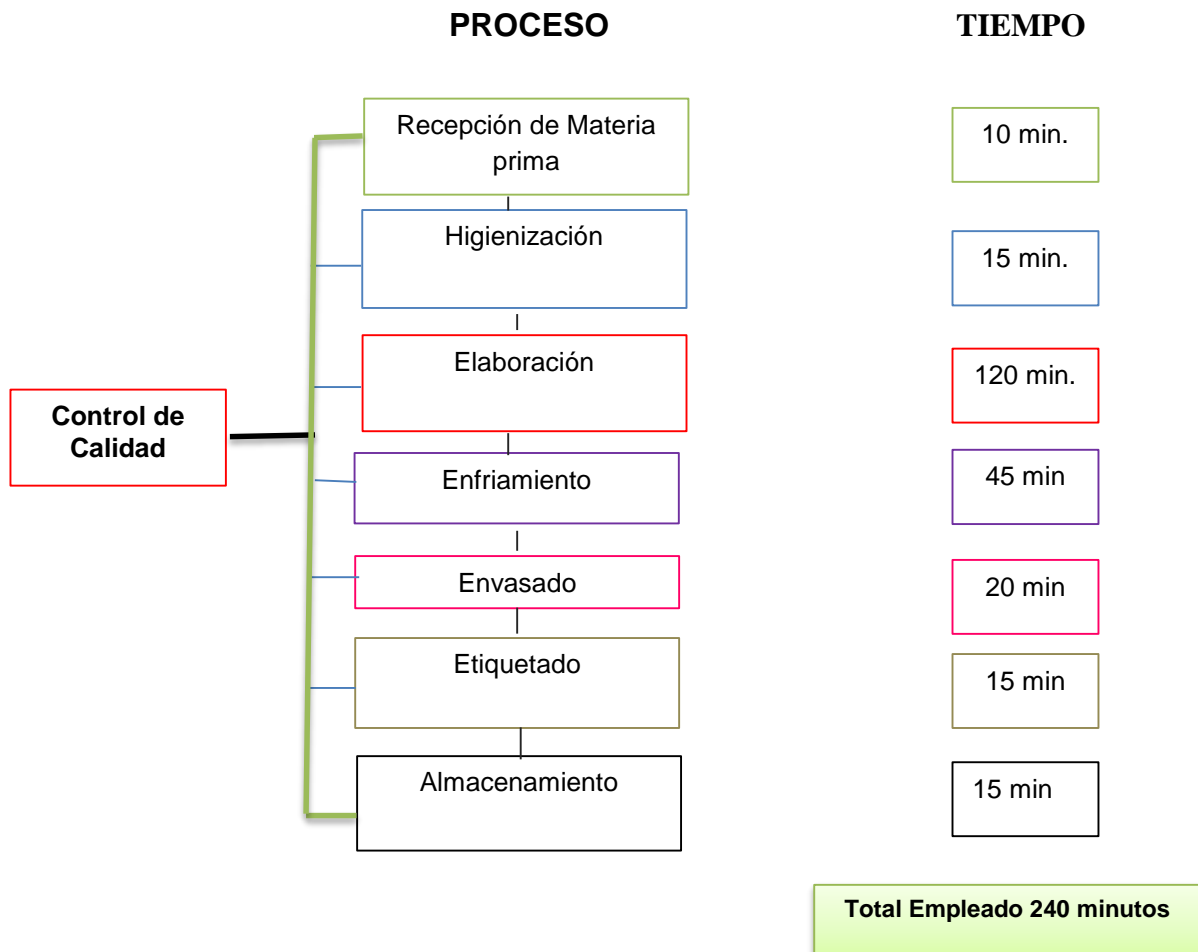 PROCESO
TIEMPO
Recepción de Materia
prima
10 min.
Higienización
15 min.
Elaboración
120 min.
Control de
Calidad
Enfriamiento
45 min
Envasado
20 min
Etiquetado
15 min
Almacenamiento
15 min
Total Empleado 240 minutos